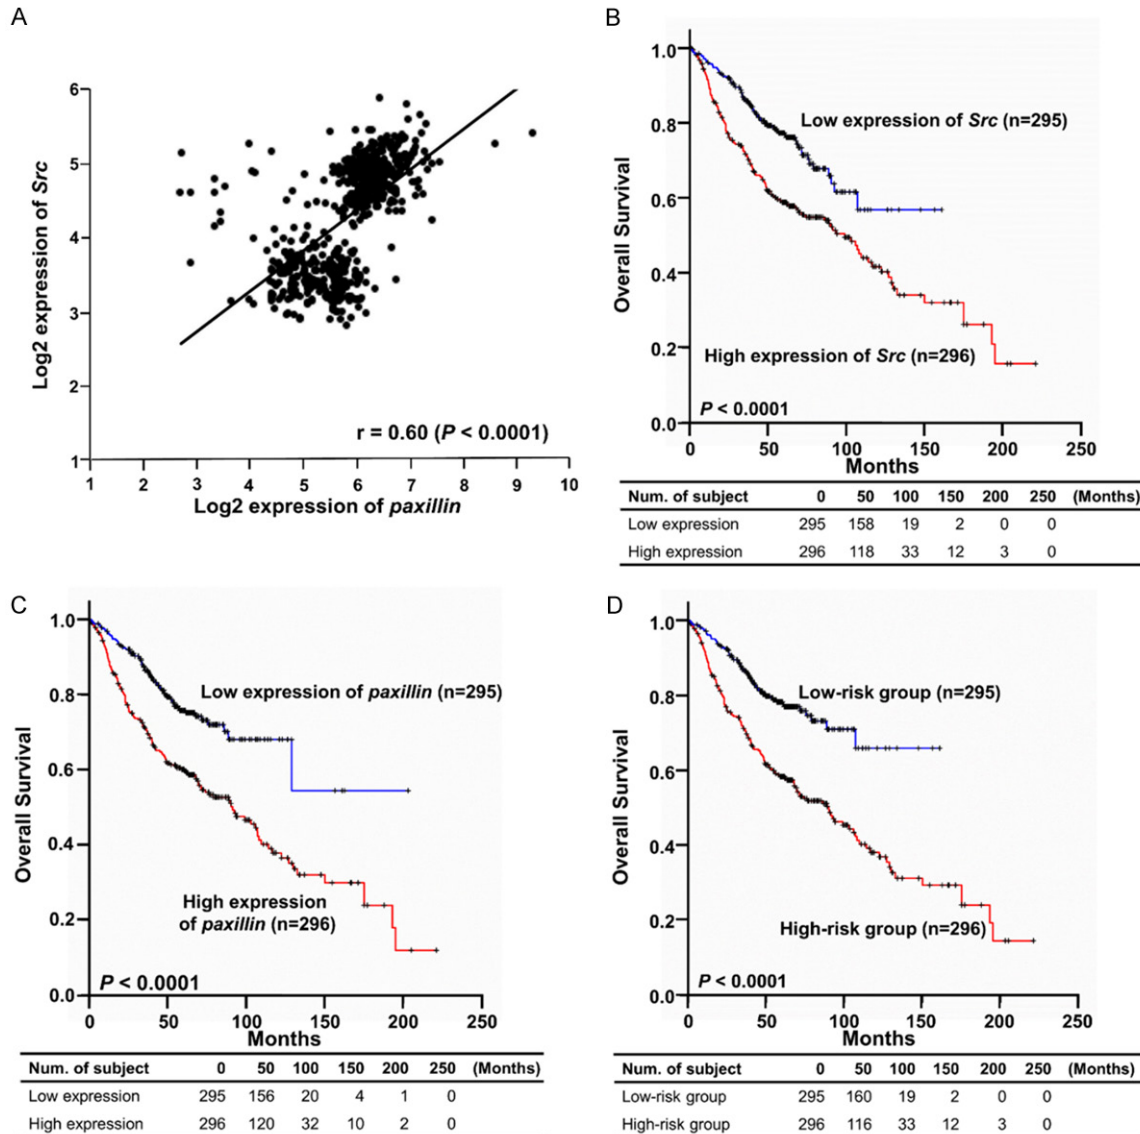 A
Log2 expression of Src
6
5
4
3
2
1
r = 0.60 (P < 0.0001)
1 2 3 4 5 6 7 8 9 10
Log2 expression of paxillin
B
Overall Survival
1.0
0.8
0.6
0.4
0.2
0.0
Low expression of Src (n=295)
High expression of Src (n=296)
P < 0.0001
0 50 100 150 200 250
Months
Num. of subject 0 50 100 150 200 250 (Months)
Low expression 295 158 19 2 0 0
High expression 296 118 33 12 3 0
C
Overall Survival
1.0
0.8
0.6
0.4
0.2
0.0
Low expression of paxillin (n=295)
High expression
of paxillin (n=296)
P < 0.0001
0 50 100 150 200 250
Months
Num. of subject 0 50 100 150 200 250 (Months)
Low expression 295 156 20 4 1 0
High expression 296 120 32 10 2 0
D
Overall Survival
1.0
0.8
0.6
0.4
0.2
0.0
Low-risk group (n=295)
High-risk group (n=296)
P < 0.0001
0 50 100 150 200 250
Months
Num. of subject 0 50 100 150 200 250 (Months)
Low-risk group 295 160 19 2 0 0
High-risk group 296 116 33 12 3 0